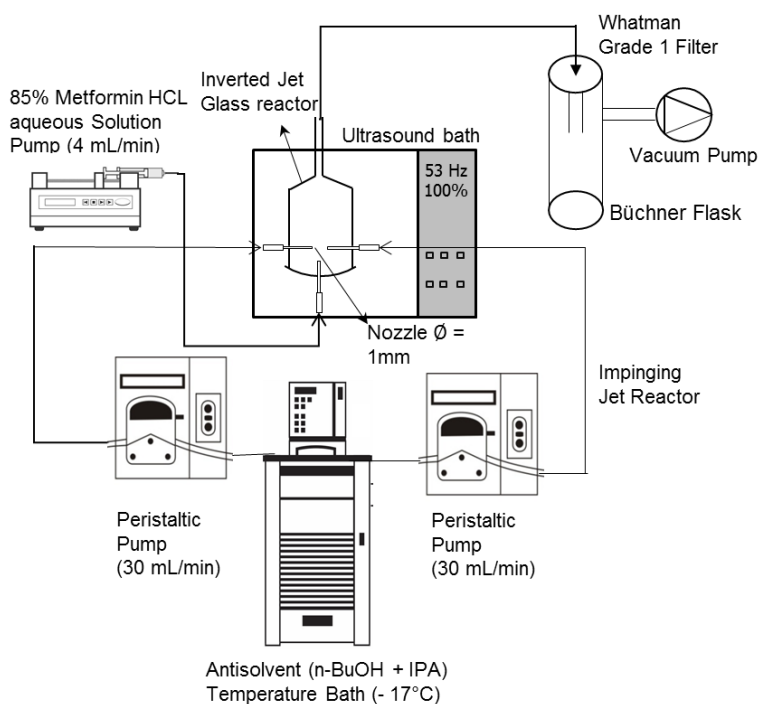 Whatman
Grade 1 Filter
Inverted Jet
Glass reactor
85% Metformin HCL
aqueous Solution
Pump (4 mL/min)
Ultrasound bath
53 Hz
100%
Vacuum Pump
Büchner Flask
Nozzle Ø =
1mm
Impinging
Jet Reactor
Peristaltic
Pump
(30 mL/min)
Peristaltic
Pump
(30 mL/min)
Antisolvent (n-BuOH + IPA)
Temperature Bath (- 17°C)